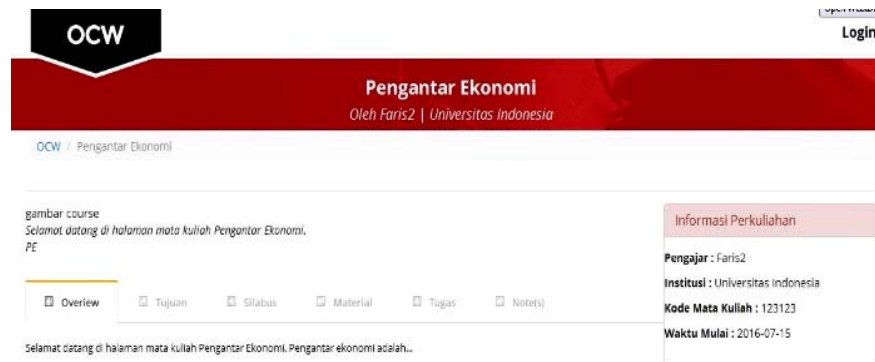 OCW
Login
Pengantar Ekonomi
Oleh Faris2 | Universitas Indonesia
OCW / Pengantar Ekonomi
gambar course
Selamat datang di halaman mata kuliah Pengantar Ekonomi.
PE
Overiew Tujuan Silabus Material Tugas Note(s)
Selamat datang di halaman mata kuliah Pengantar Ekonomi. Pengantar ekonomi adalah...
Informasi Perkuliahan
Pengajar : Faris2
Institusi : Universitas Indonesia
Kode Mata Kuliah : 123123
Waktu Mulai : 2016-07-15